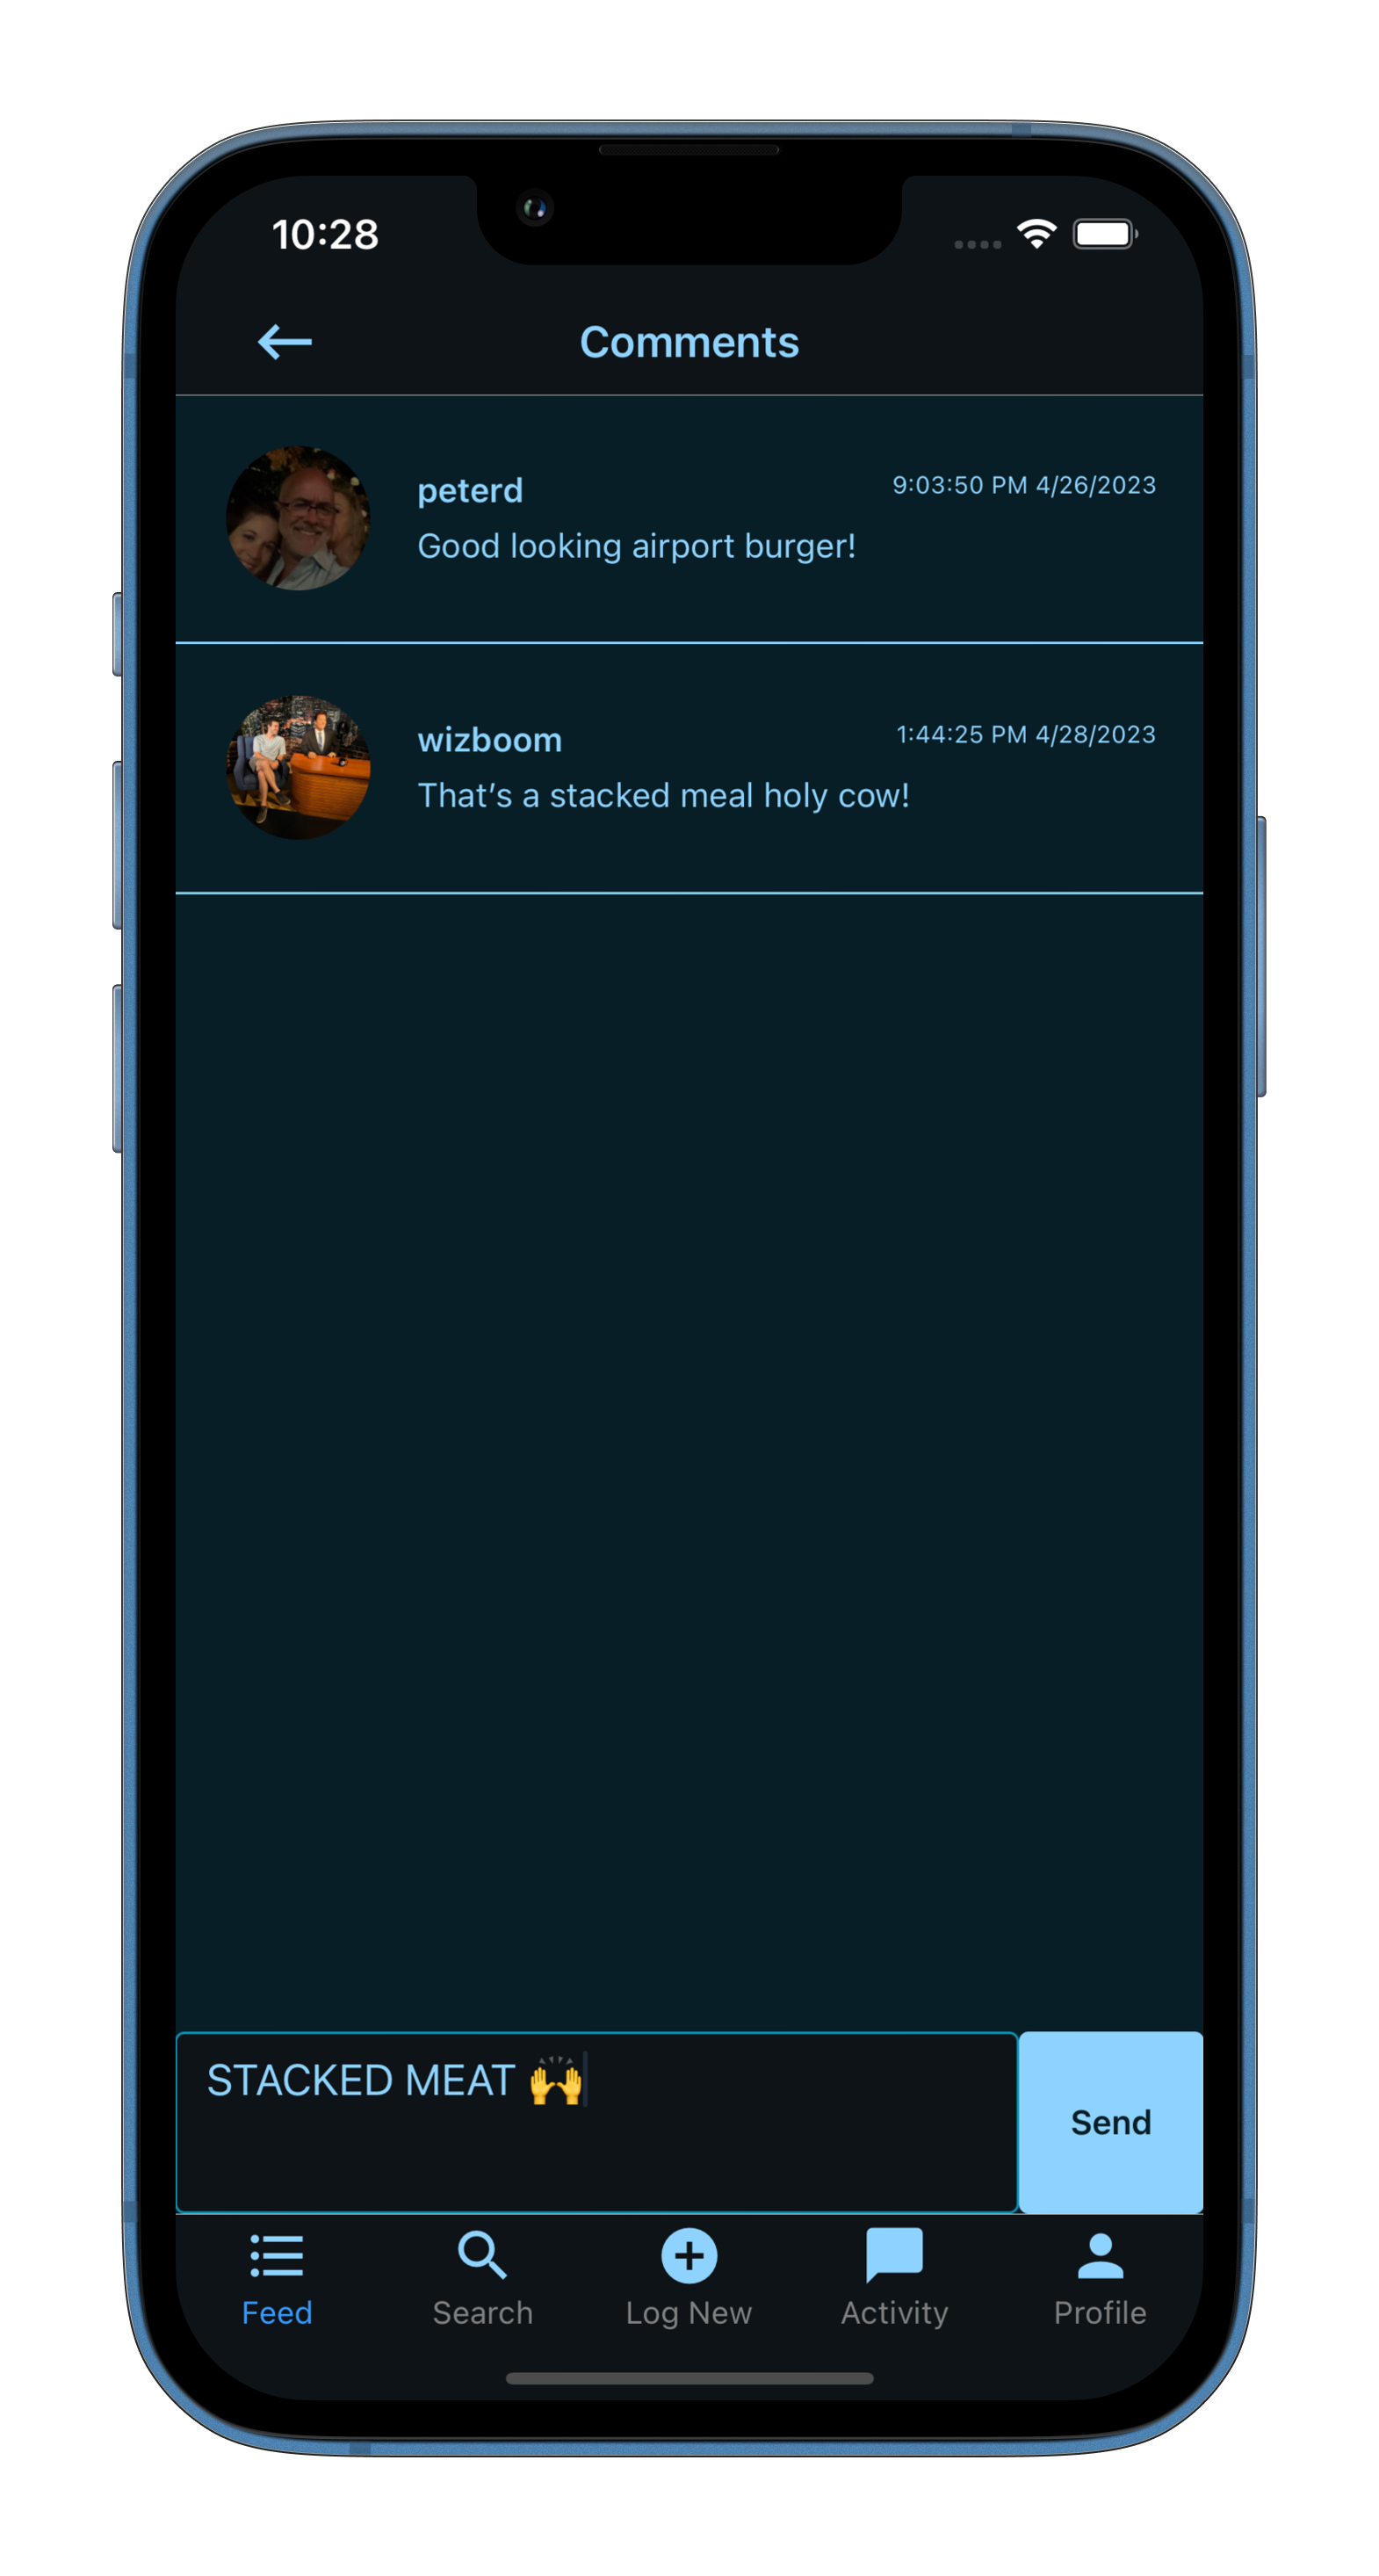 10:28
Comments
peterd 9:03:50 PM 4/26/2023
Good looking airport burger!
wizboom 1:44:25 PM 4/28/2023
That’s a stacked meal holy cow!
STACKED MEAT 🙌
Send
Feed Search Log New Activity Profile